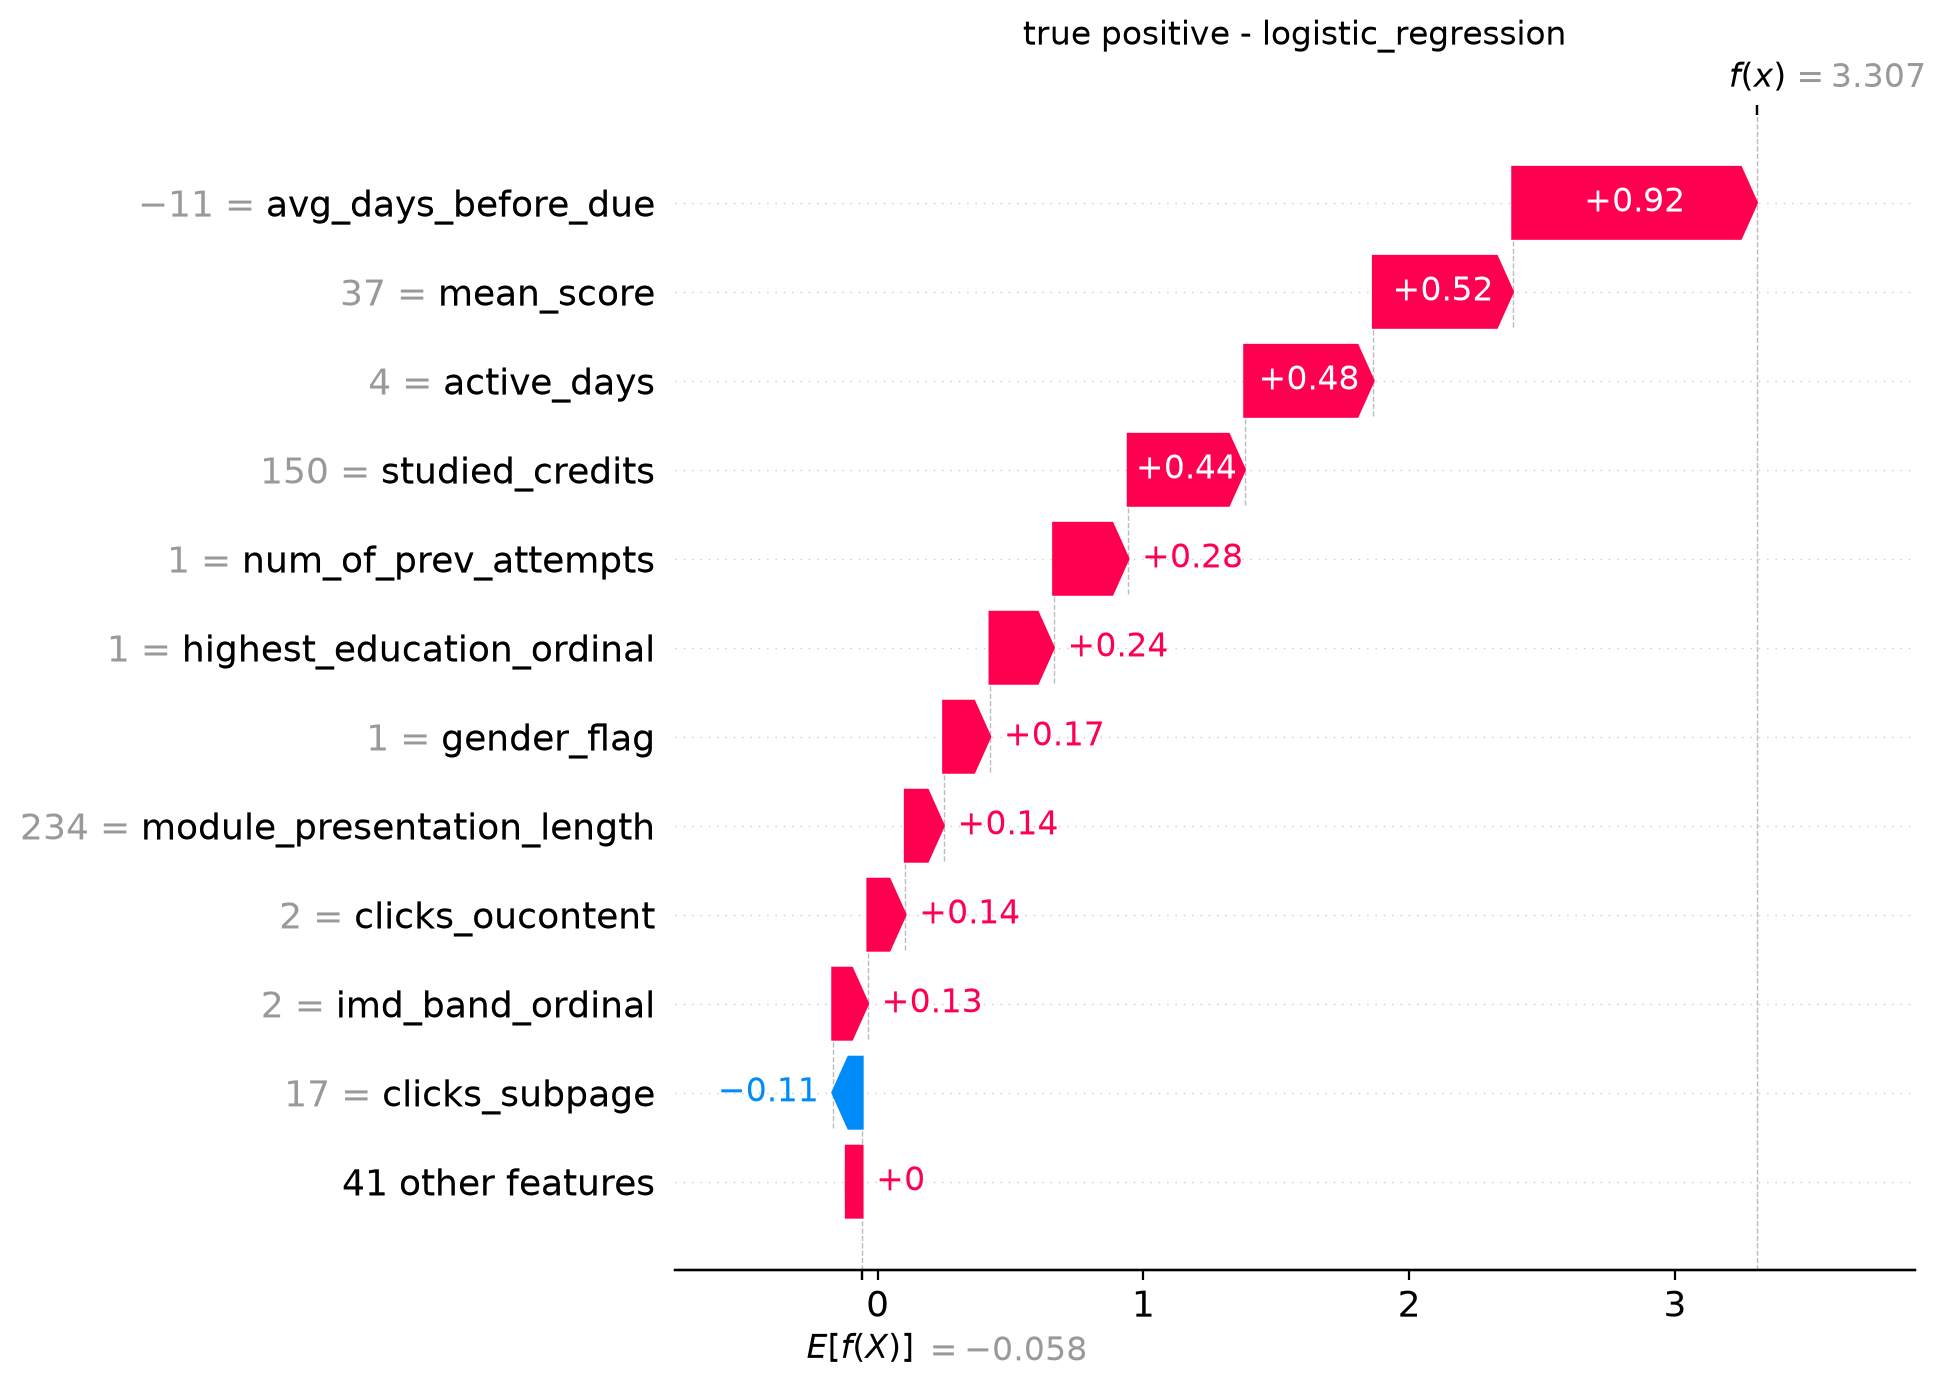 true positive - logistic_regression
f(x) = 3.307
−11 = avg_days_before_due
+0.92
37 = mean_score
+0.52
4 = active_days
+0.48
150 = studied_credits
+0.44
1 = num_of_prev_attempts
+0.28
1 = highest_education_ordinal
+0.24
1 = gender_flag
+0.17
234 = module_presentation_length
+0.14
2 = clicks_oucontent
+0.14
2 = imd_band_ordinal
+0.13
17 = clicks_subpage
−0.11
41 other features
+0
0 1 2 3
E[f(X)] = −0.058